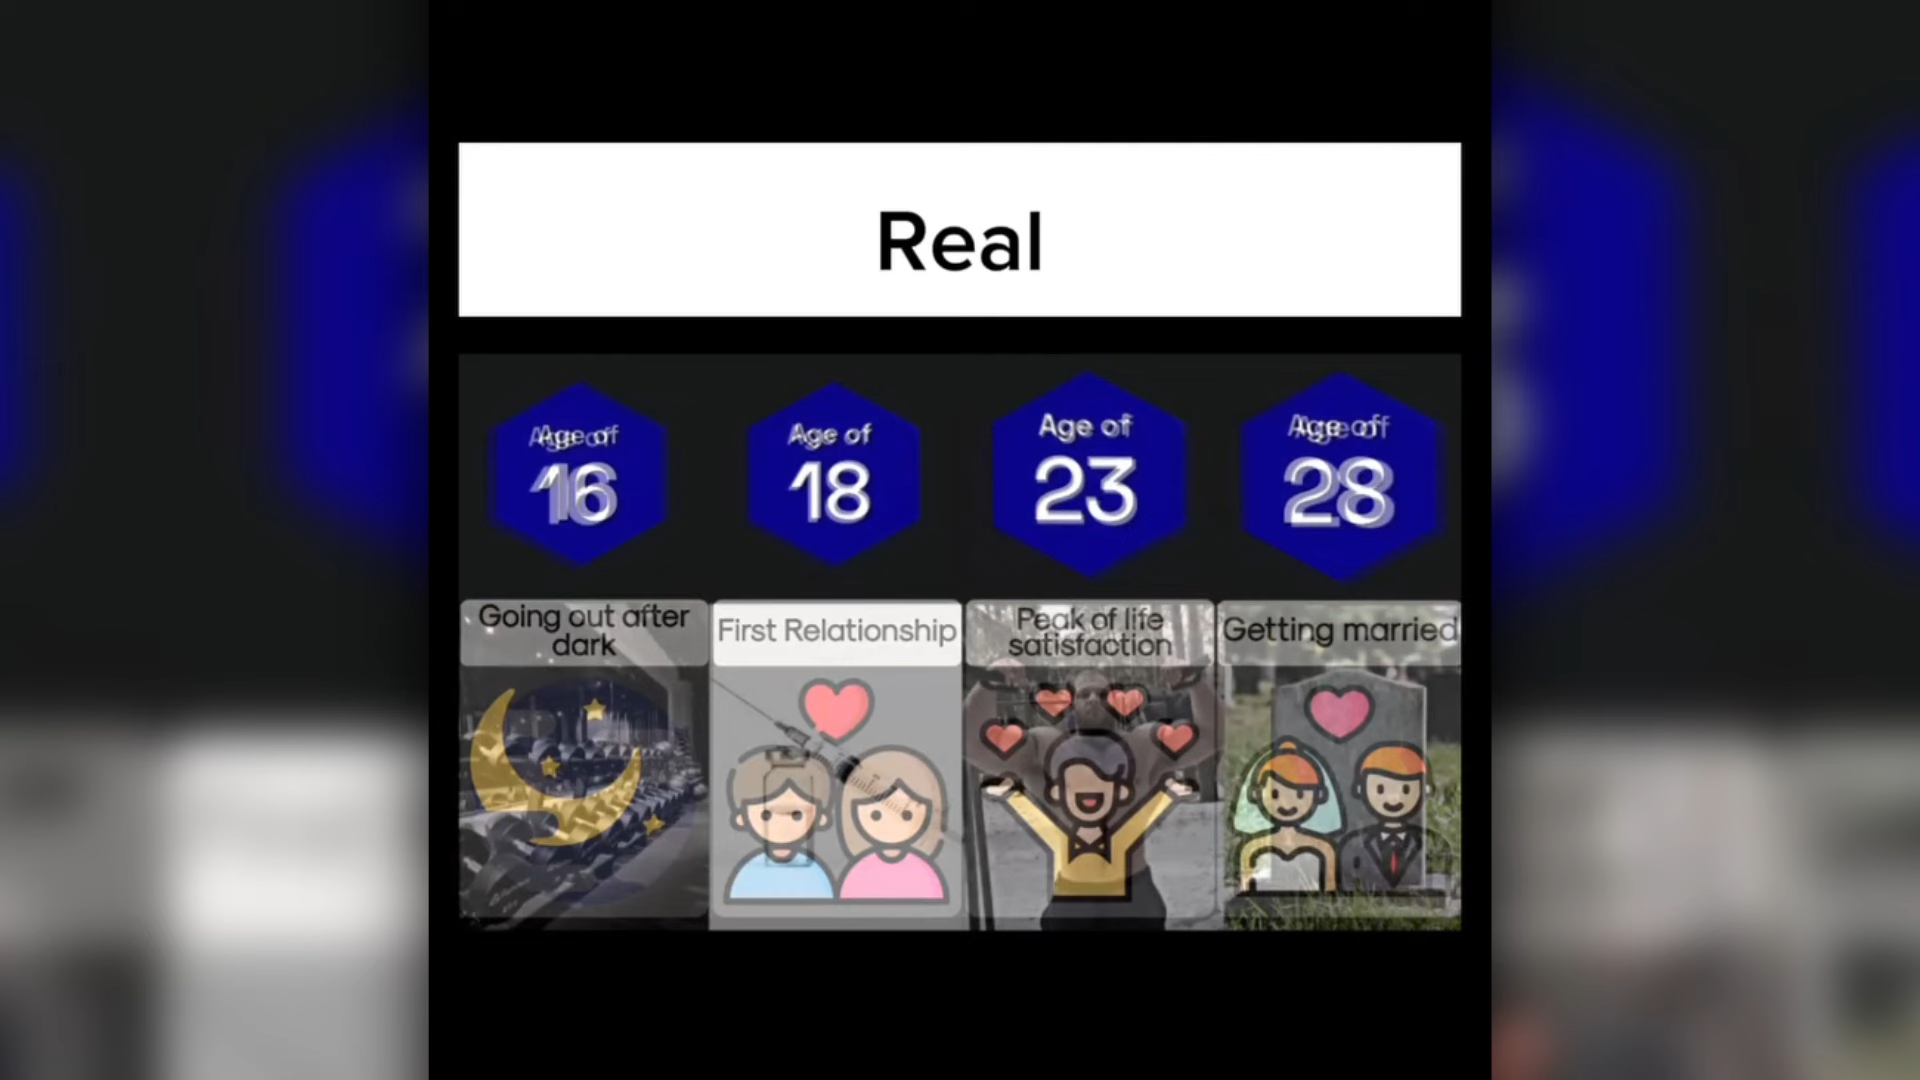 Real
Age of
16
Age of
18
Age of
23
Age of
28
Going out after
dark
First Relationship
Peak of life
satisfaction
Getting married